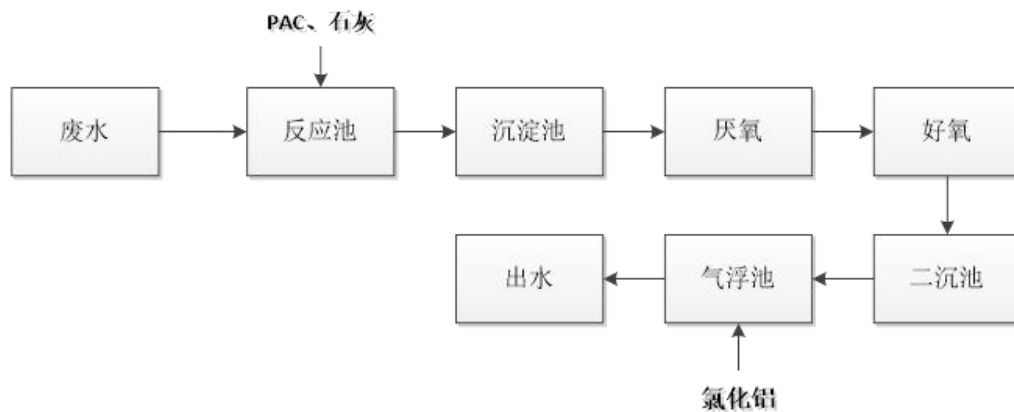 PAC、石灰
废水
反应池
沉淀池
厌氧
好氧
出水
气浮池
二沉池
氯化铝